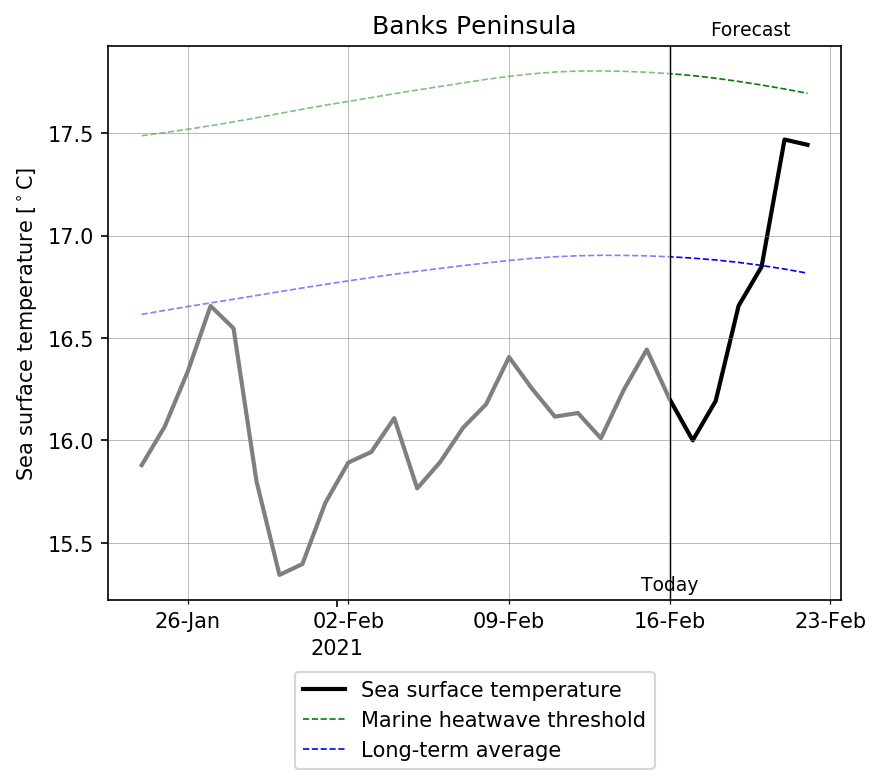 Banks Peninsula
Forecast
Sea surface temperature [°C]
17.5
17.0
16.5
16.0
15.5
Today
26-Jan
02-Feb
09-Feb
16-Feb
23-Feb
2021
Sea surface temperature
Marine heatwave threshold
Long-term average